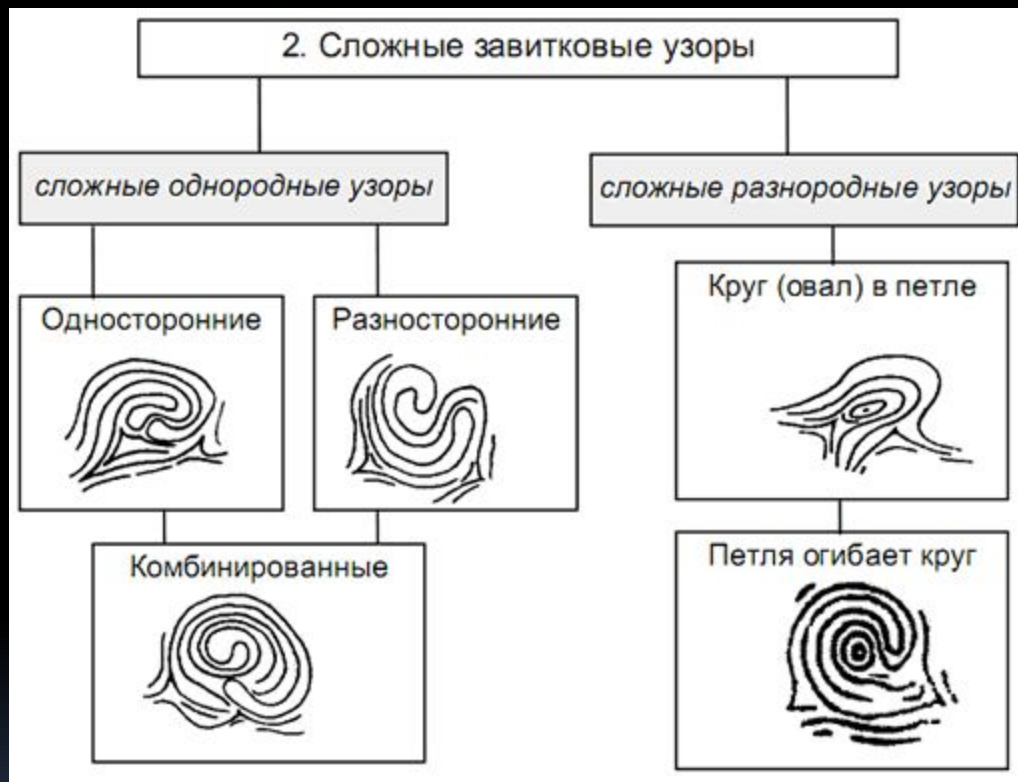 2. Сложные завитковые узоры
сложные однородные узоры
сложные разнородные узоры
Односторонние
Разносторонние
Круг (овал) в петле
Комбинированные
Петля огибает круг